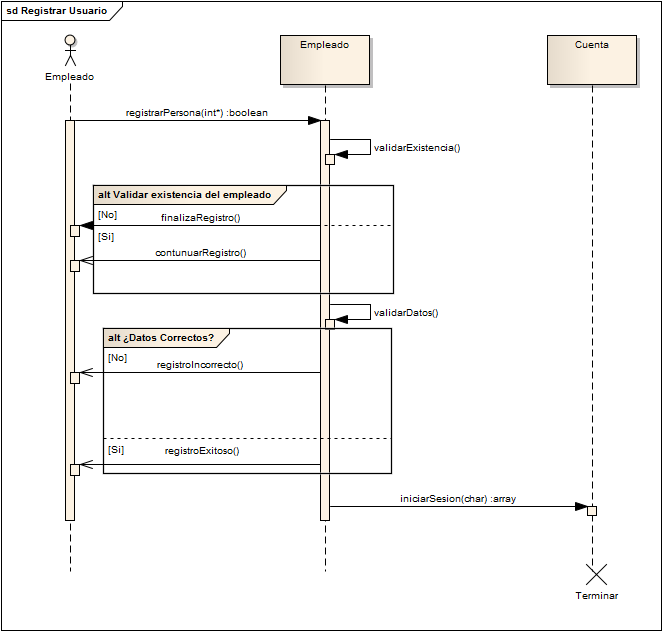 sd Registrar Usuario
Empleado
Empleado
Cuenta
registrarPersona(int*) :boolean
validarExistencia()
alt Validar existencia del empleado
[No]
finalizaRegistro()
[Si]
contunuarRegistro()
validarDatos()
alt ¿Datos Correctos?
[No]
registroIncorrecto()
[Si]
registroExitoso()
iniciarSesion(char) :array
Terminar